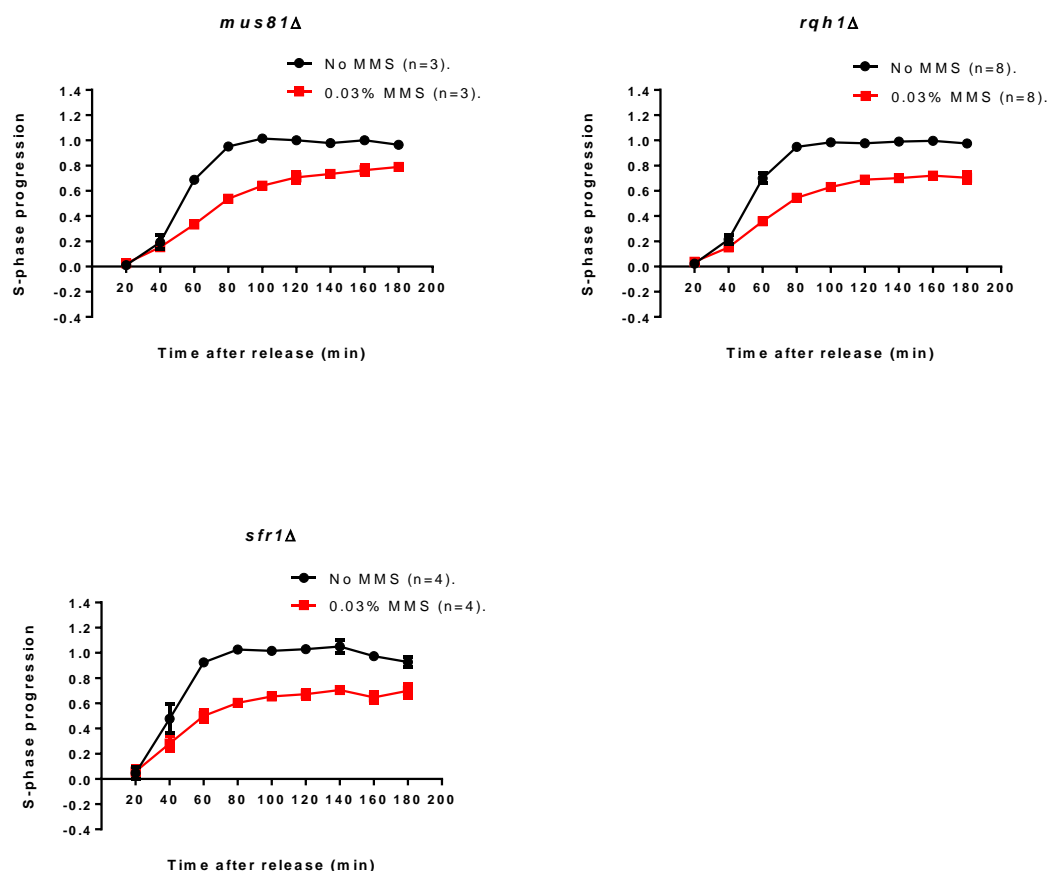 mus81Δ
No MMS (n=3).
0.03% MMS (n=3).
1.4
1.2
1.0
0.8
0.6
0.4
0.2
0.0
-0.2
-0.4
20 40 60 80 100 120 140 160 180 200
S-phase progression
Time after release (min)
rqh1Δ
No MMS (n=8).
0.03% MMS (n=8).
1.4
1.2
1.0
0.8
0.6
0.4
0.2
0.0
-0.2
-0.4
20 40 60 80 100 120 140 160 180 200
S-phase progression
Time after release (min)
sfr1Δ
No MMS (n=4).
0.03% MMS (n=4).
1.4
1.2
1.0
0.8
0.6
0.4
0.2
0.0
-0.2
-0.4
20 40 60 80 100 120 140 160 180 200
S-phase progression
Time after release (min)